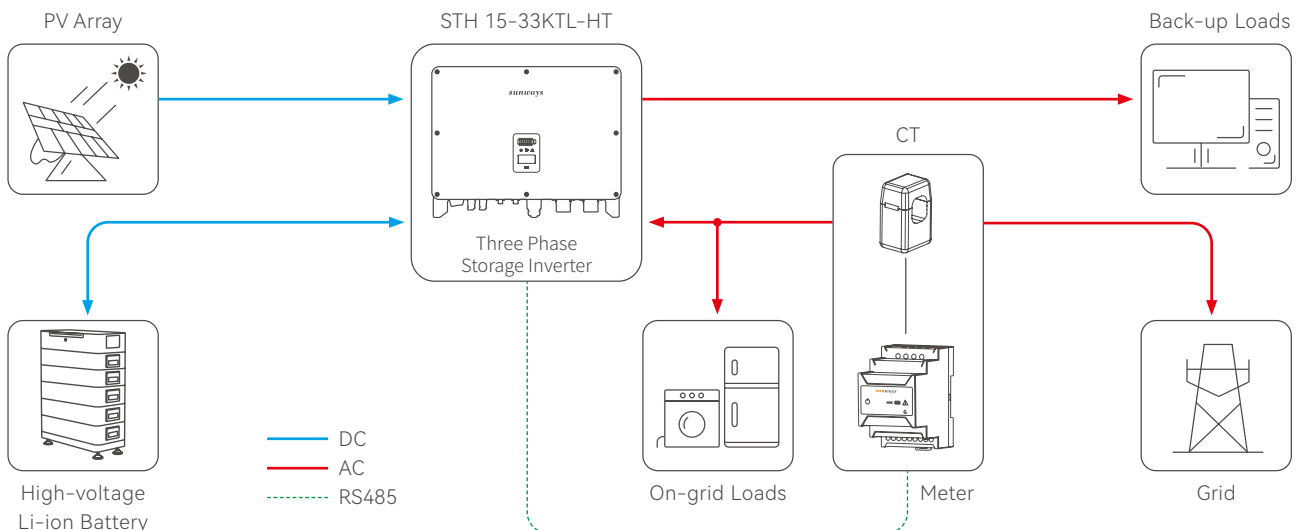 PV Array
STH 15-33KTL-HT
Back-up Loads
sunways
CT
Three Phase
Storage Inverter
sunways
DC
AC
RS485
High-voltage
Li-ion Battery
On-grid Loads
Meter
Grid